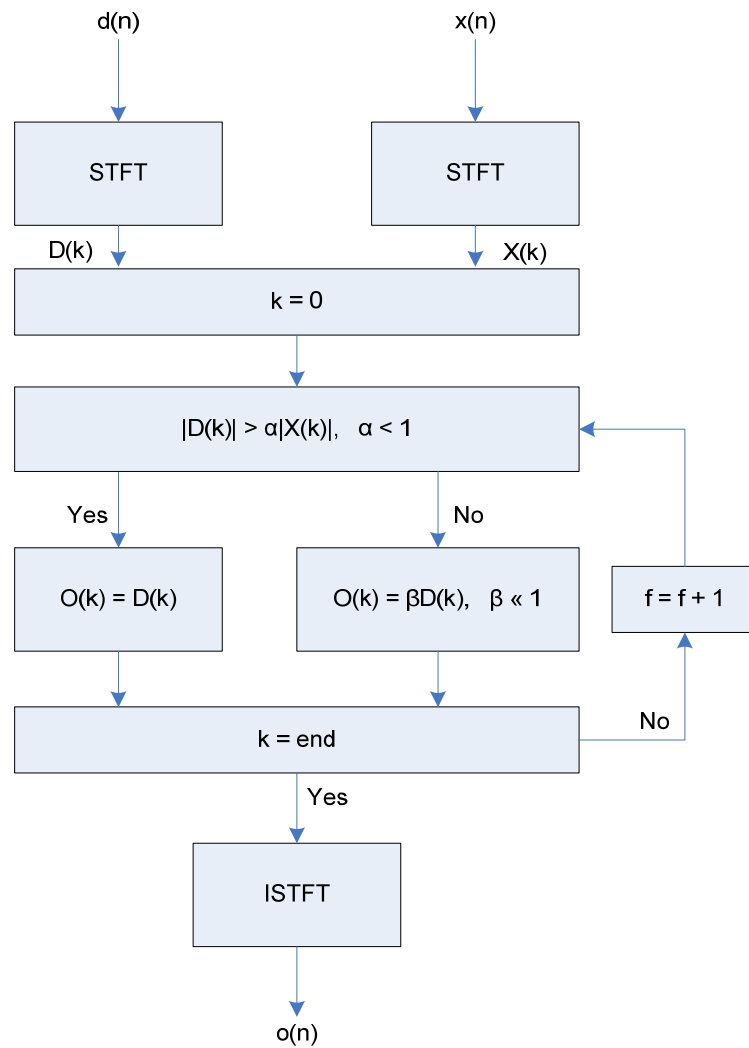 d(n)
x(n)
STFT
STFT
D(k)
X(k)
k = 0
|D(k)| > α|X(k)|, α < 1
Yes
No
O(k) = D(k)
O(k) = βD(k), β « 1
f = f + 1
k = end
No
Yes
ISTFT
o(n)